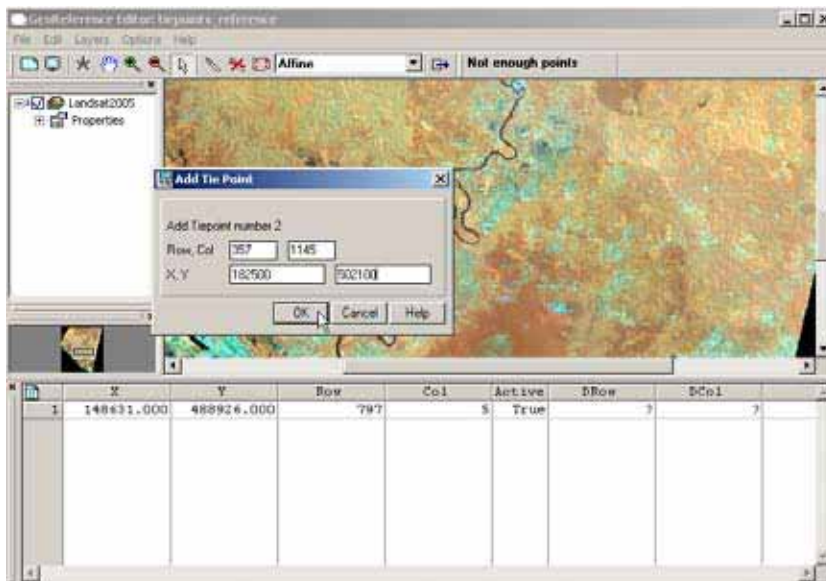 GeoReference Editor: tiepoints_reference
File Edit Layers Options Help
Affine Not enough points
Landsat2005
Properties
Add Tie Point
Add Tiepoint number 2
Row, Col 357 1145
X, Y 182500 502100
OK Cancel Help
X Y Row Col Active DRow DCol
1 148631.000 488926.000 797 5 True ? ?